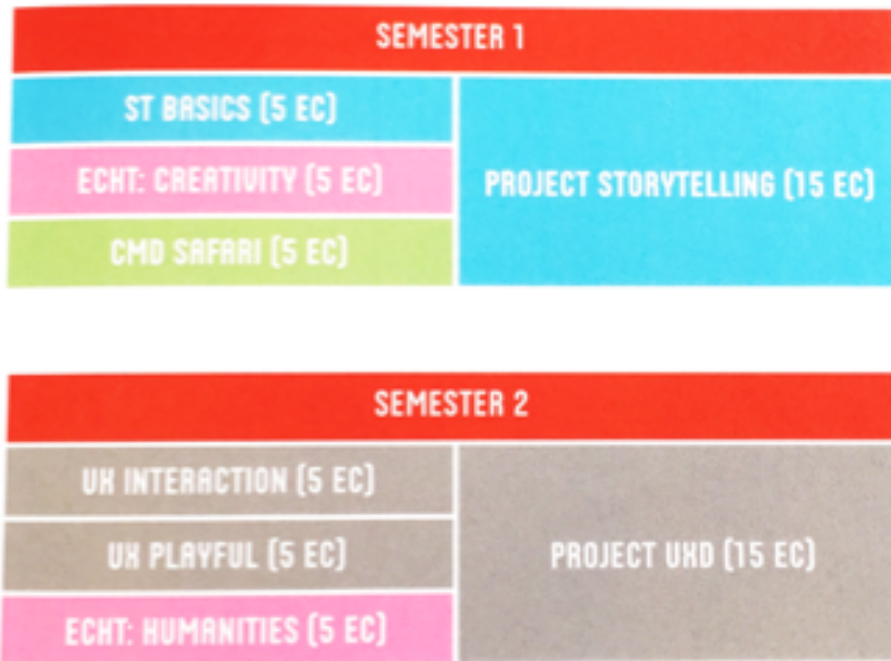 SEMESTER 1
ST BASICS (5 EC)
ECHT: CREATIVITY (5 EC)
CMD SAFARI (5 EC)
PROJECT STORYTELLING (15 EC)
SEMESTER 2
UX INTERACTION (5 EC)
UX PLAYFUL (5 EC)
ECHT: HUMANITIES (5 EC)
PROJECT UXD (15 EC)